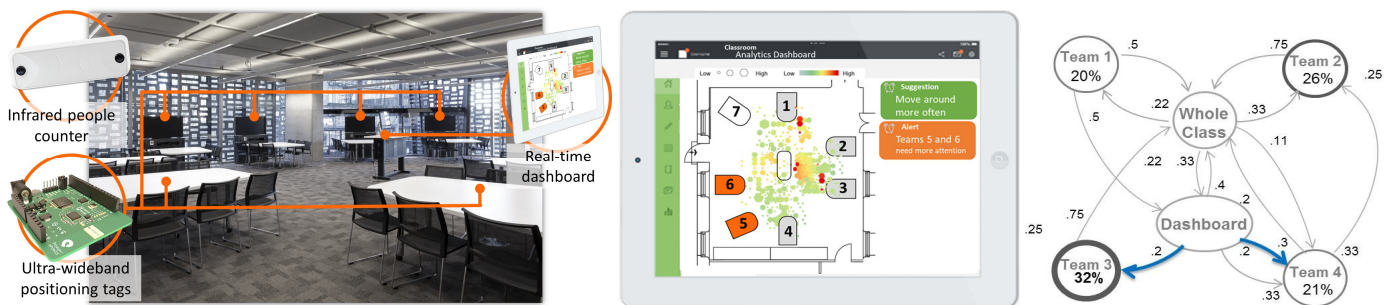 Infrared people
counter
Ultra-wideband
positioning tags
Real-time
dashboard
Classroom
Analytics Dashboard
Low
High
Low
High
Suggestion
Move around
more often
Alert
Teams 5 and 6
need more attention
1
2
3
4
5
6
7
Team 1
20%
Team 2
26%
Whole
Class
Dashboard
Team 3
32%
Team 4
21%
.5
.75
.25
.22
.33
.5
.11
.22
.33
.4
.2
.75
.25
.2
.2
.3
.33
.33